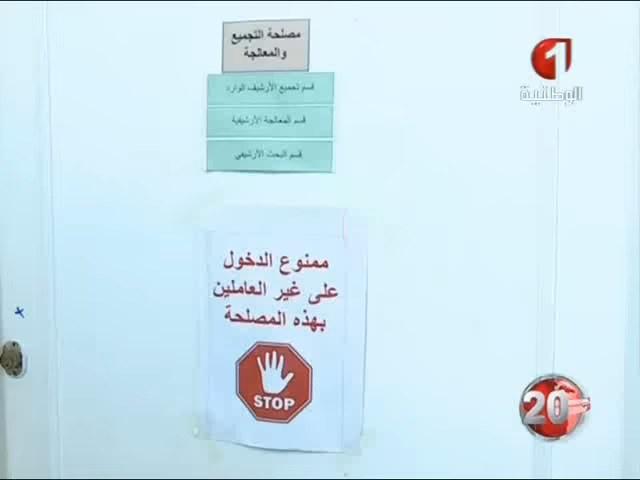 مصلحة التجميع
والمعالجة
قسم تجميع الأرشيف الوارد
قسم المعالجة الأرشيفية
قسم البحث الأرشيفي
ممنوع الدخول
على غير العاملين
بهذه المصلحة
STOP
1
الوطنية
20